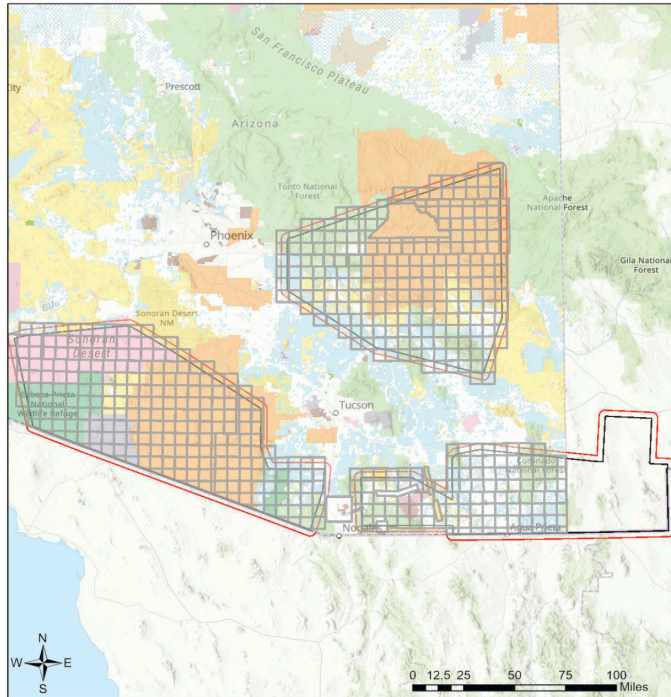 City
San Francisco Plateau
Prescott
Arizona
Tonto National
Forest
Apache
National Forest
Phoenix
Gila National
Forest
Gila
Sonoran Desert
NM
Sonoran
Desert
Cabeza Prieta
National
Wildlife Refuge
Tucson
Coronado
National Forest
Nogales
Agua Prieta
N
W E
S
0 12.5 25 50 75 100
Miles